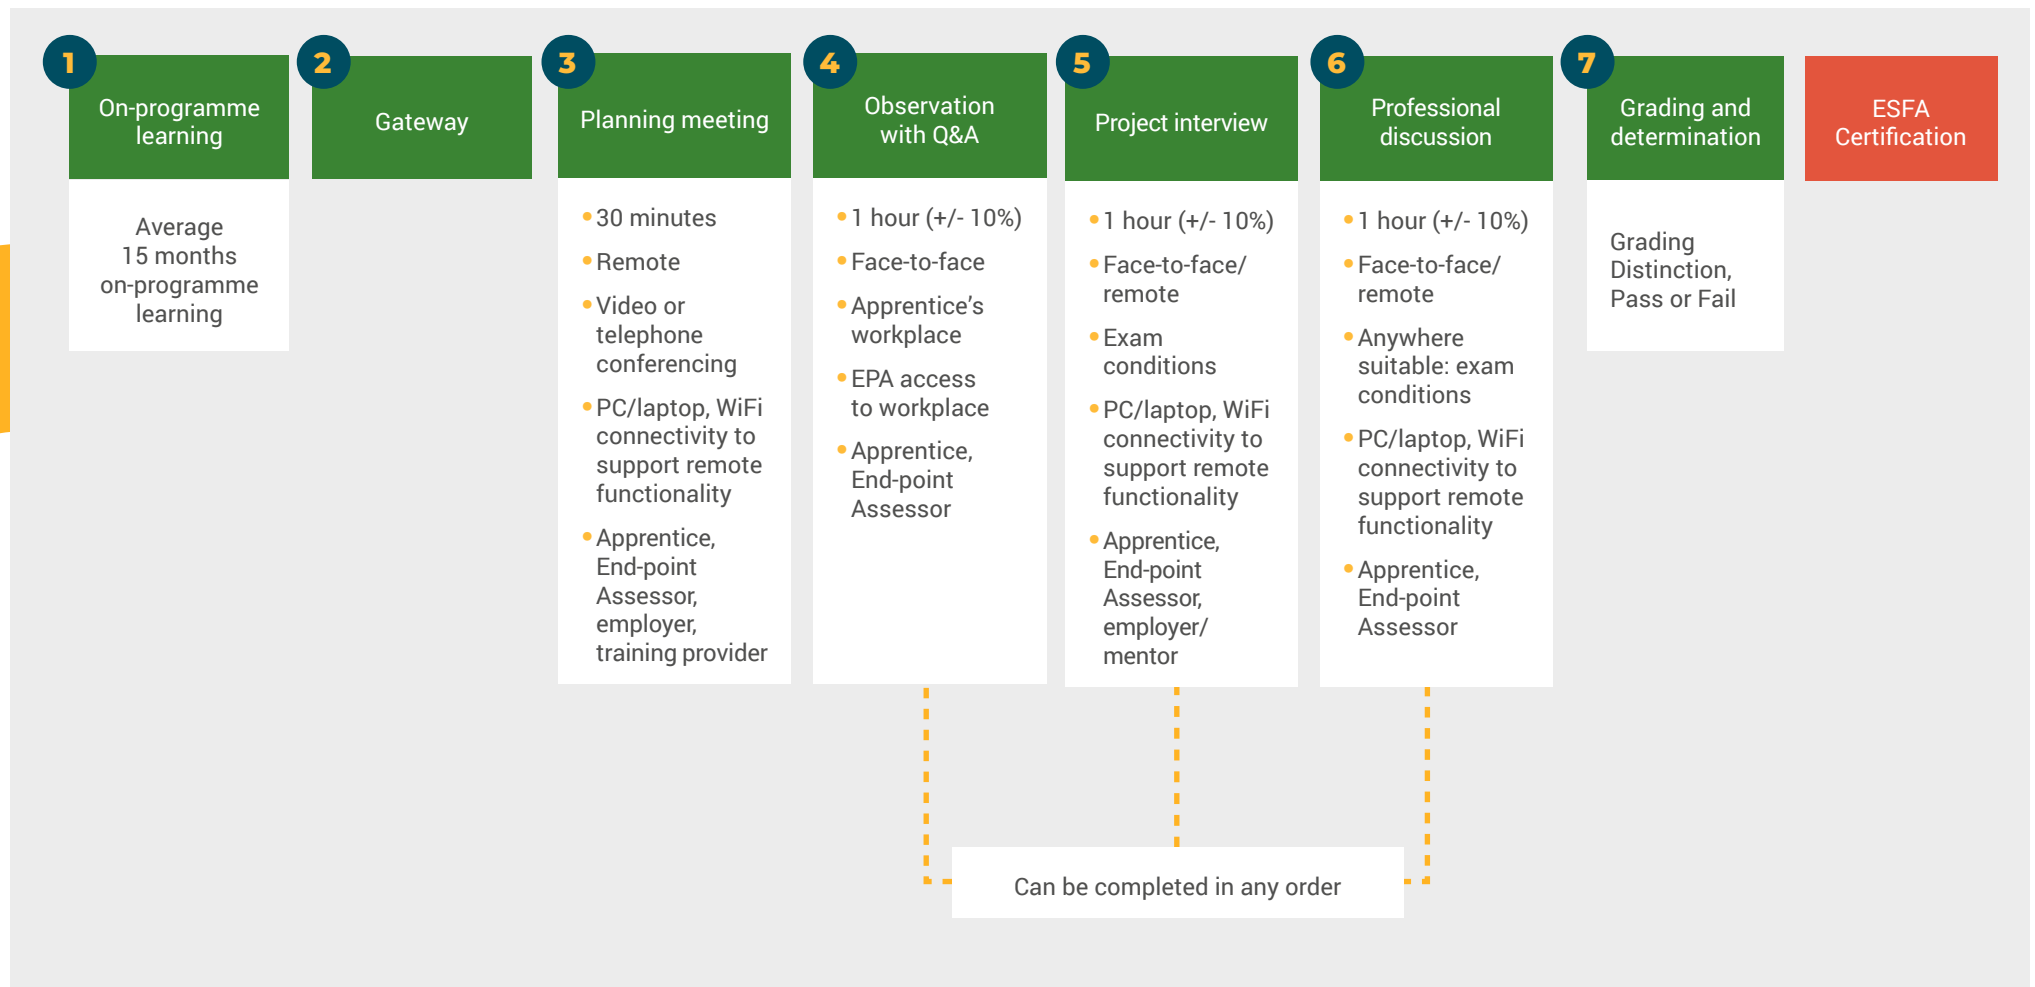 1
On-programme
learning
Average
15 months
on-programme
learning
2
Gateway
3
Planning meeting
• 30 minutes
• Remote
• Video or
telephone
conferencing
• PC/laptop, WiFi
connectivity to
support remote
functionality
• Apprentice,
End-point
Assessor,
employer,
training provider
4
Observation
with Q&A
• 1 hour (+/- 10%)
• Face-to-face
• Apprentice’s
workplace
• EPA access
to workplace
• Apprentice,
End-point
Assessor
5
Project interview
• 1 hour (+/- 10%)
• Face-to-face/
remote
• Exam
conditions
• PC/laptop, WiFi
connectivity to
support remote
functionality
• Apprentice,
End-point
Assessor,
employer/
mentor
6
Professional
discussion
• 1 hour (+/- 10%)
• Face-to-face/
remote
• Anywhere
suitable: exam
conditions
• PC/laptop, WiFi
connectivity to
support remote
functionality
• Apprentice,
End-point
Assessor
7
Grading and
determination
Grading
Distinction,
Pass or Fail
ESFA
Certification
Can be completed in any order